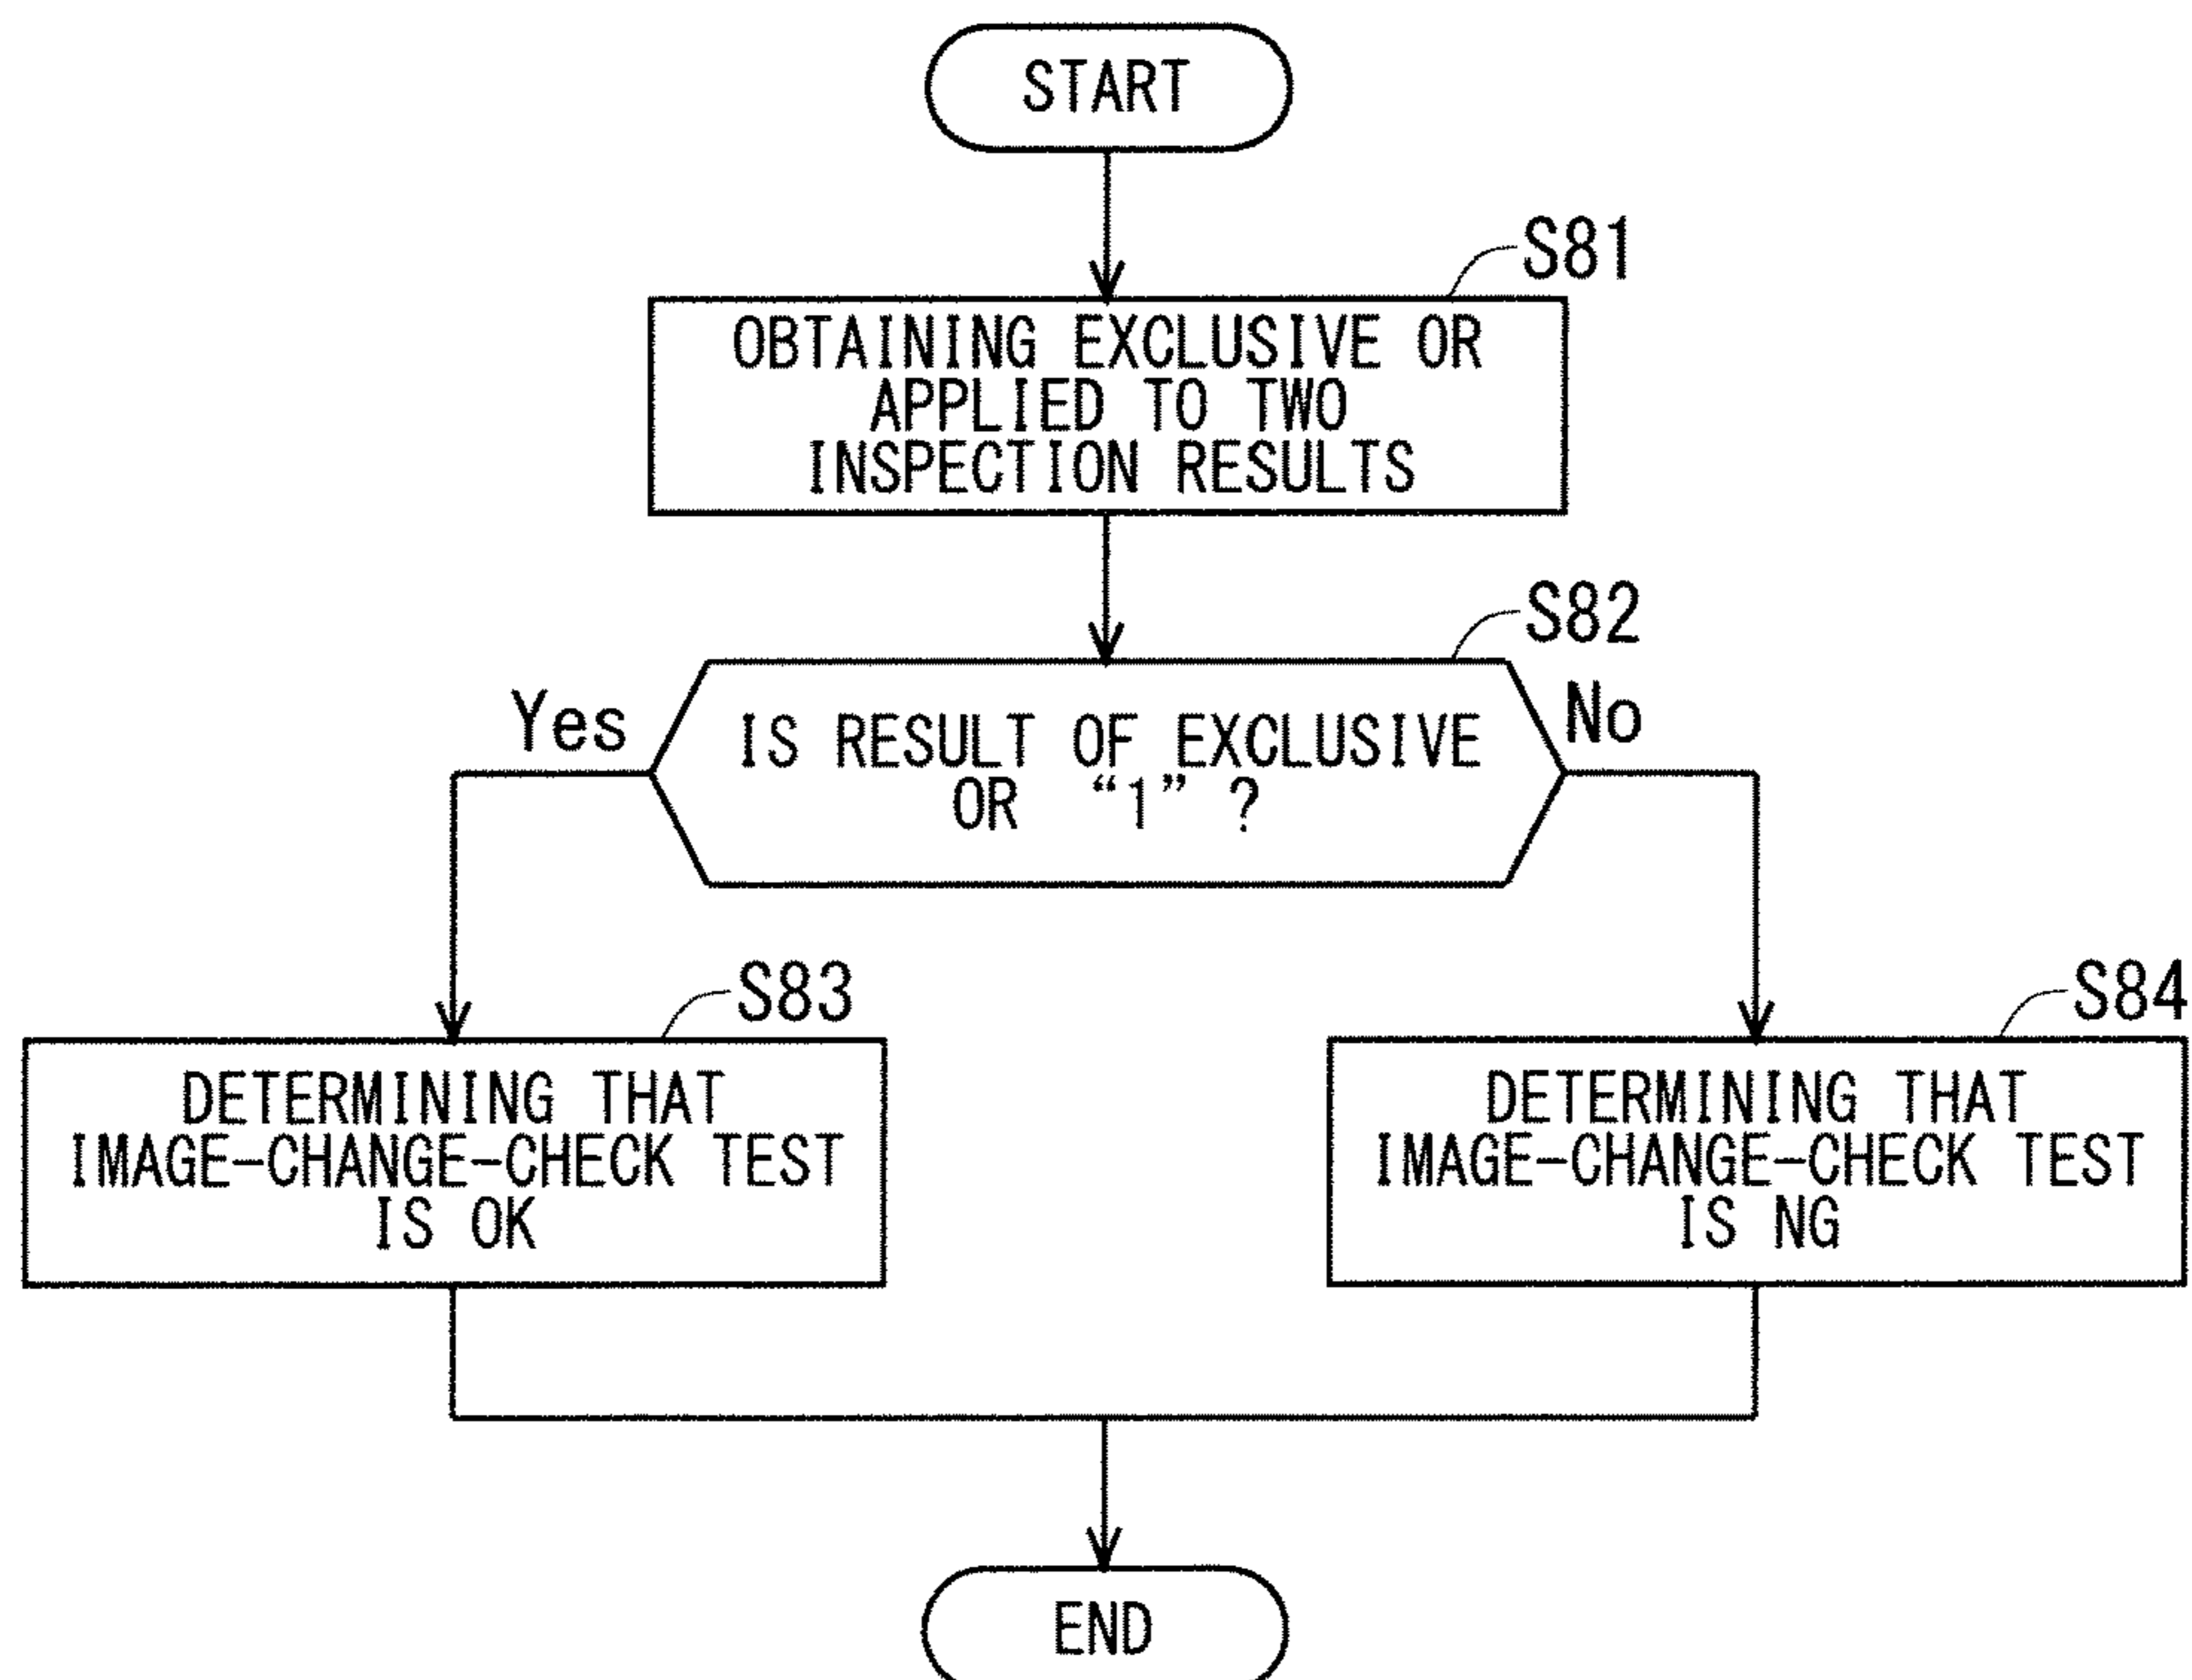 START
S81
OBTAINING EXCLUSIVE OR
APPLIED TO TWO
INSPECTION RESULTS
S82
Yes
No
IS RESULT OF EXCLUSIVE
OR “1”?
S83
DETERMINING THAT
IMAGE-CHANGE-CHECK TEST
IS OK
S84
DETERMINING THAT
IMAGE-CHANGE-CHECK TEST
IS NG
END